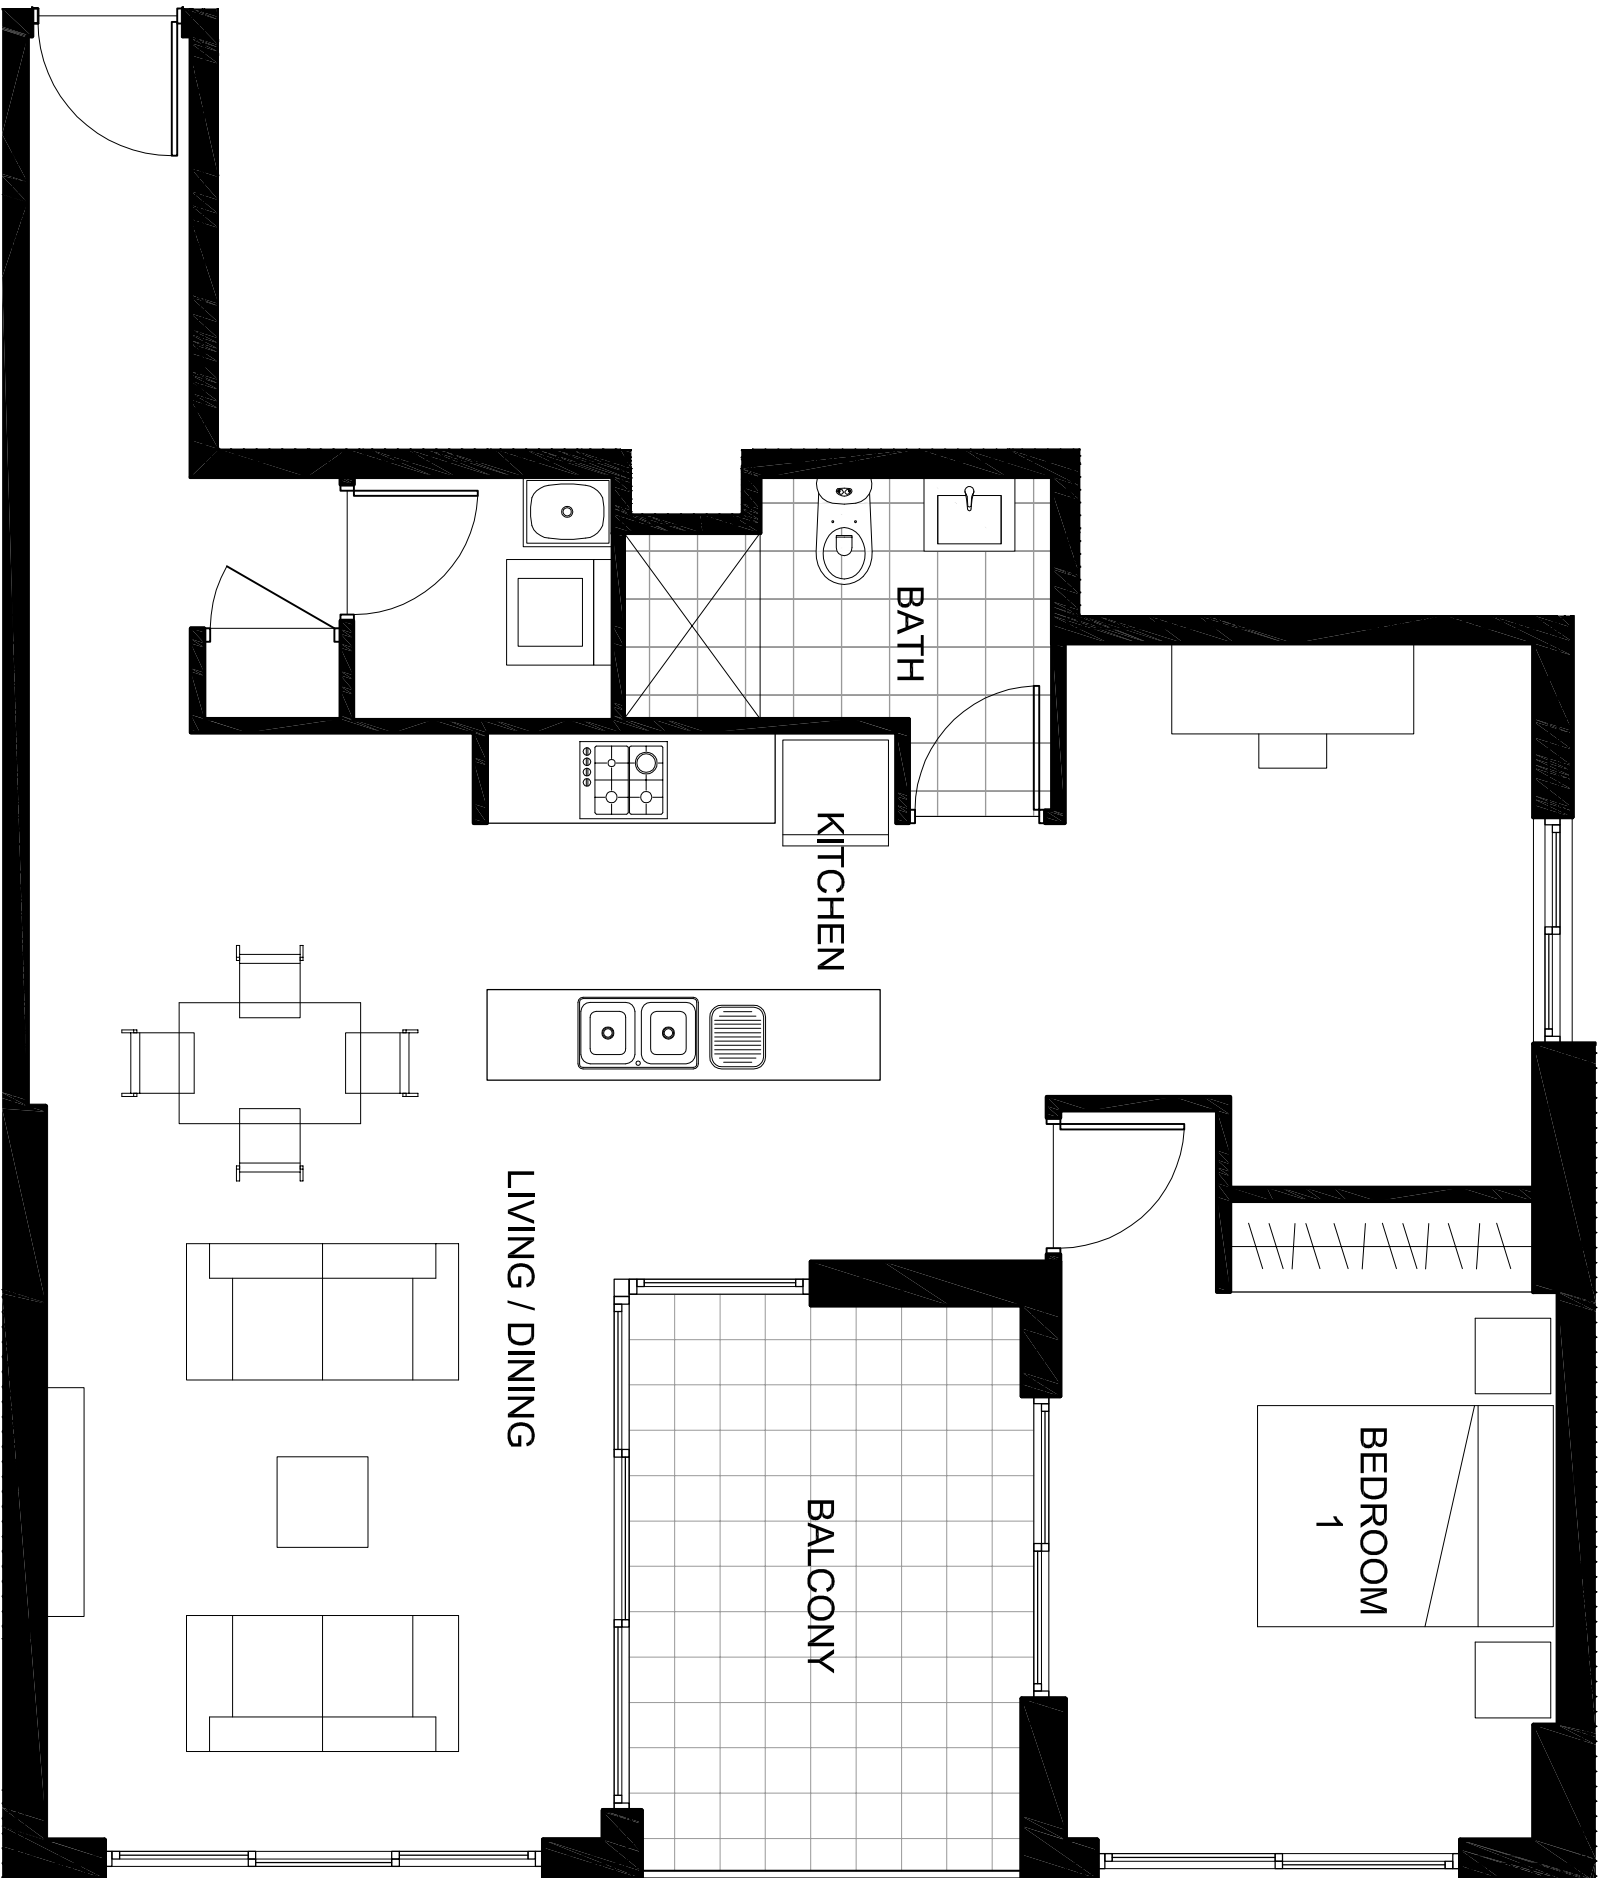 BATH
KITCHEN
LIVING / DINING
BALCONY
BEDROOM
1